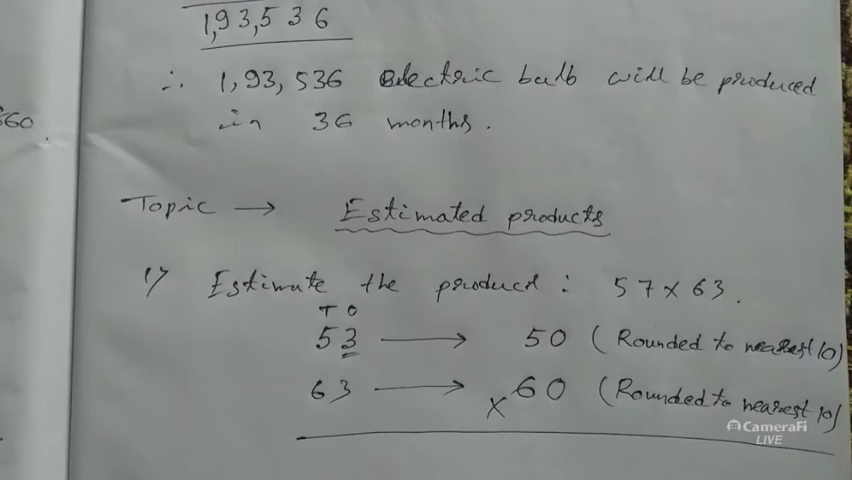 1,93,536
∴ 1,93,536 electric bulb will be produced
in 36 months.
560
Topic → Estimated products
1) Estimate the product : 57 x 63.
T O
53 → 50 (Rounded to nearest 10)
63 → x 60 (Rounded to nearest 10)
CameraFi
LIVE